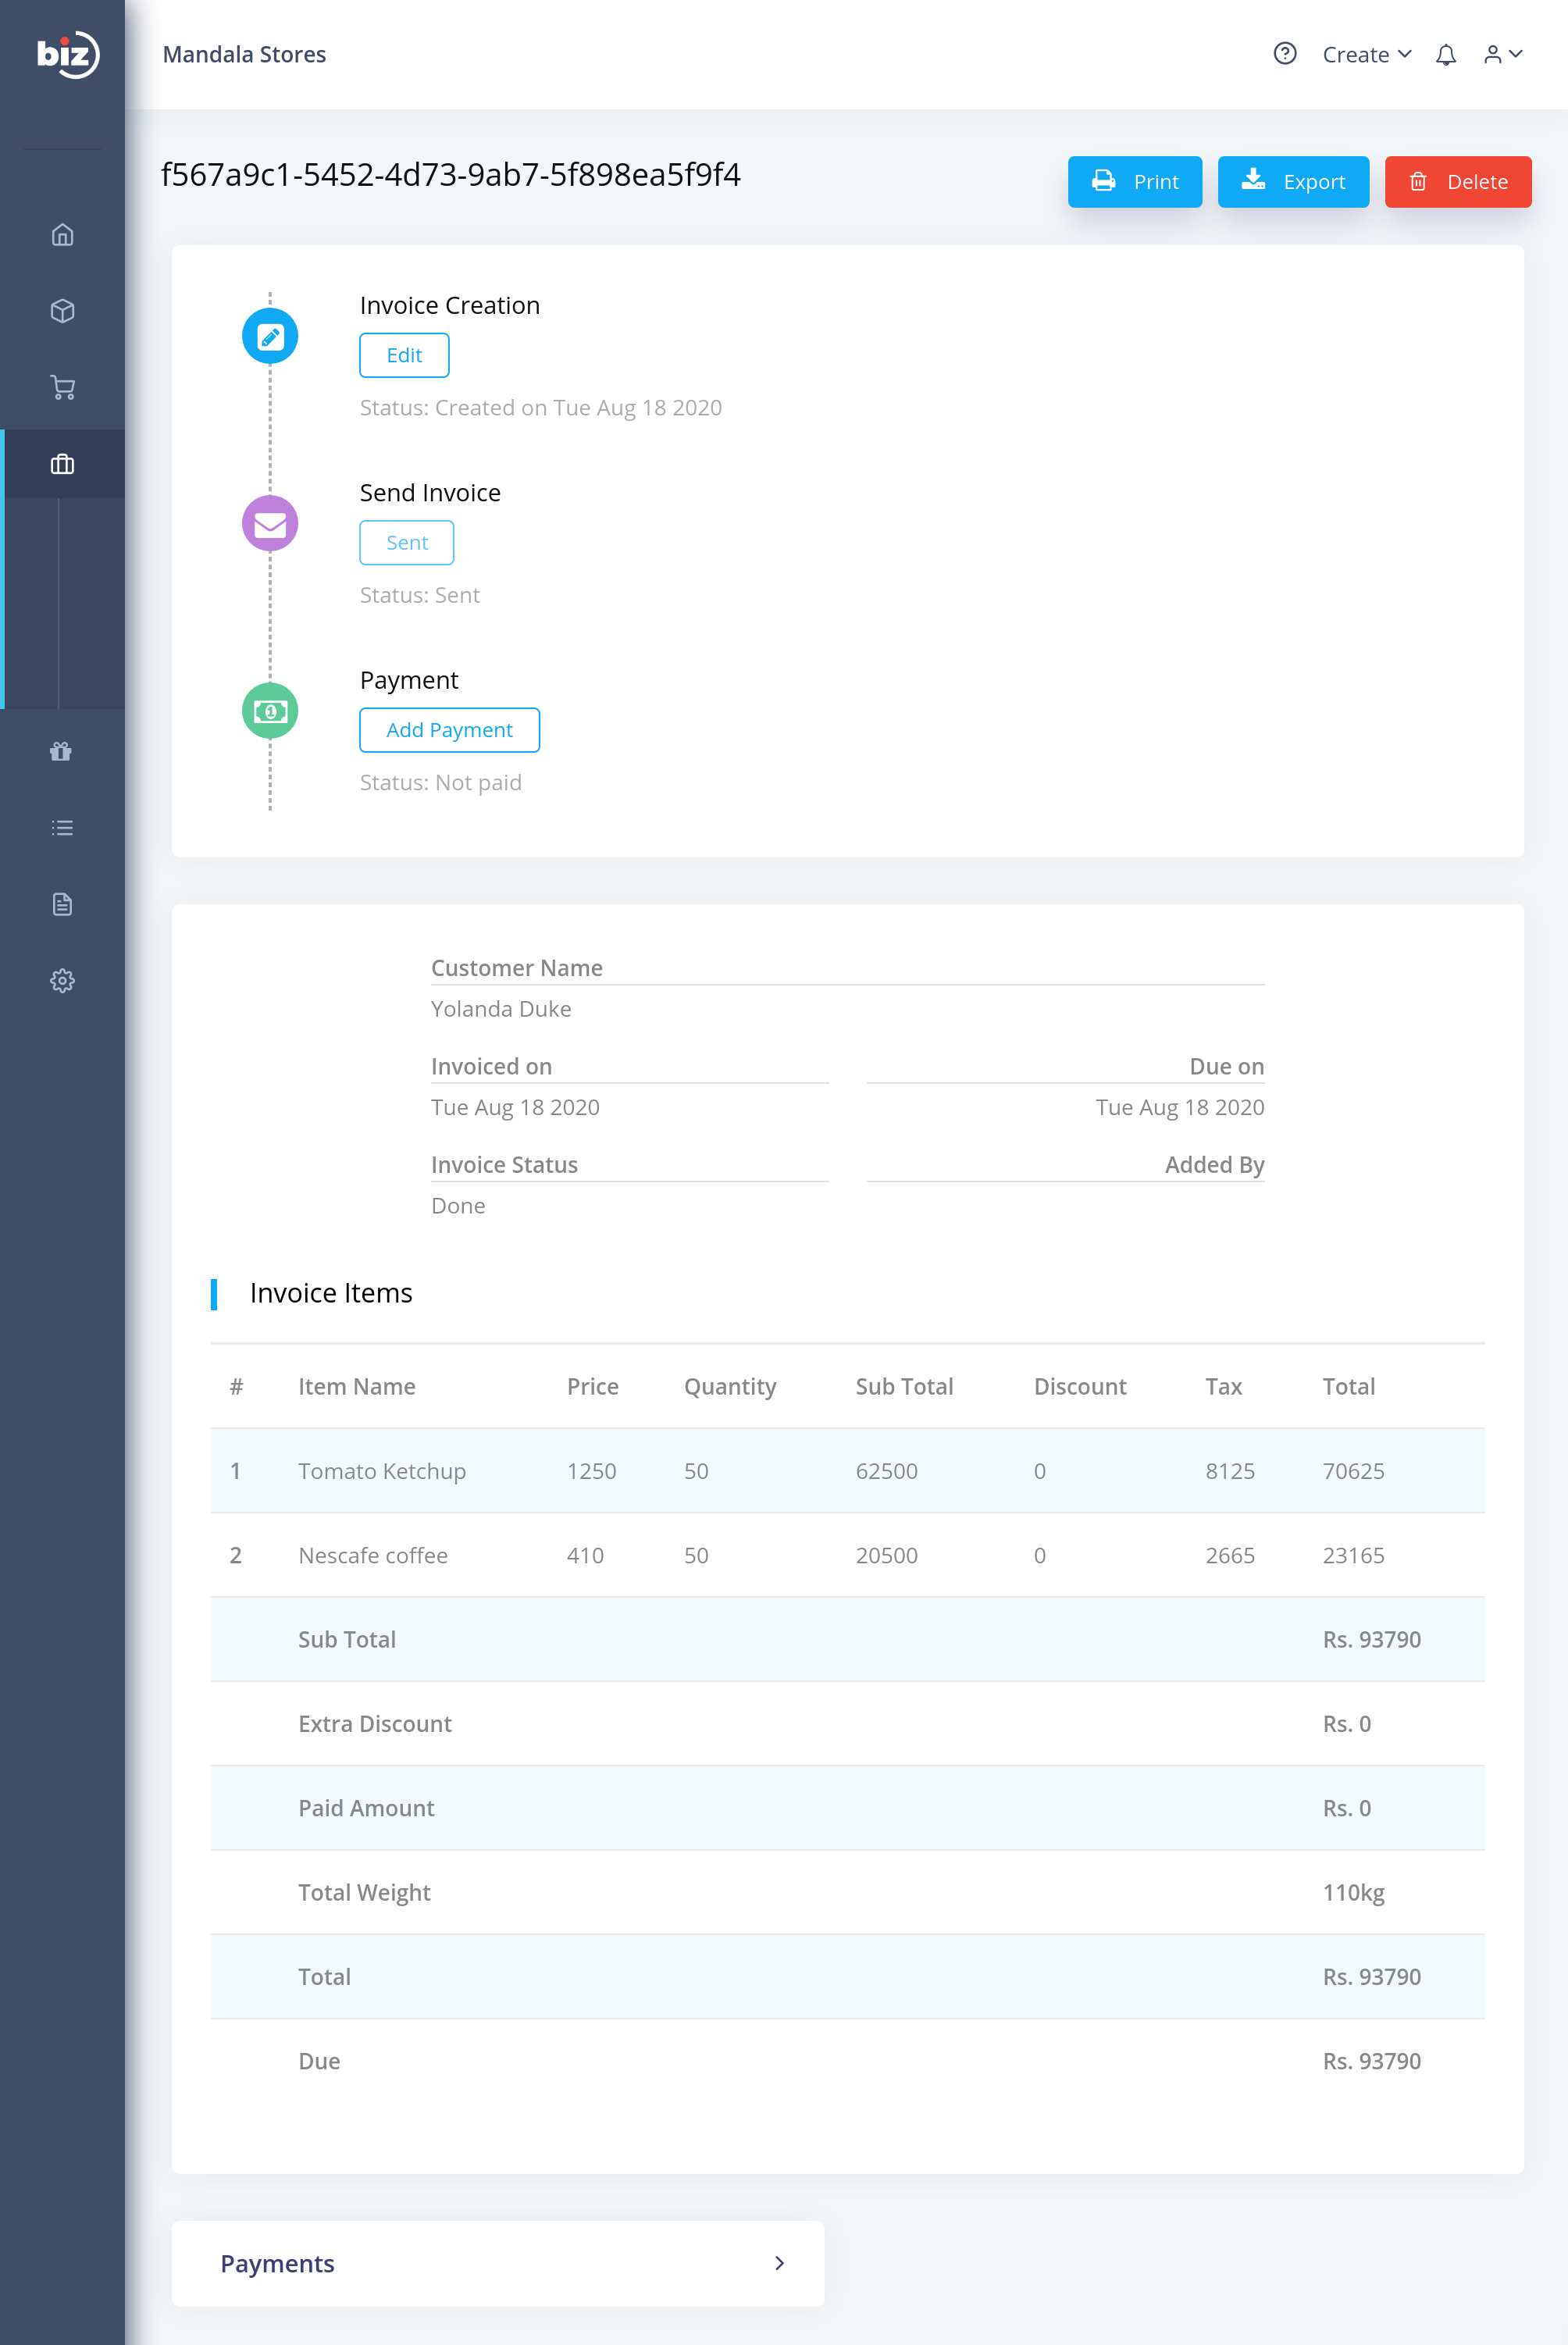 biz
Mandala Stores
Create
f567a9c1-5452-4d73-9ab7-5f898ea5f9f4
Print Export Delete
Invoice Creation
Edit
Status: Created on Tue Aug 18 2020
Send Invoice
Sent
Status: Sent
Payment
1
Add Payment
Status: Not paid
Customer Name
Yolanda Duke
Invoiced on Due on
Tue Aug 18 2020 Tue Aug 18 2020
Invoice Status Added By
Done
Invoice Items
# Item Name Price Quantity Sub Total Discount Tax Total
1 Tomato Ketchup 1250 50 62500 0 8125 70625
2 Nescafe coffee 410 50 20500 0 2665 23165
Sub Total Rs. 93790
Extra Discount Rs. 0
Paid Amount Rs. 0
Total Weight 110kg
Total Rs. 93790
Due Rs. 93790
Payments